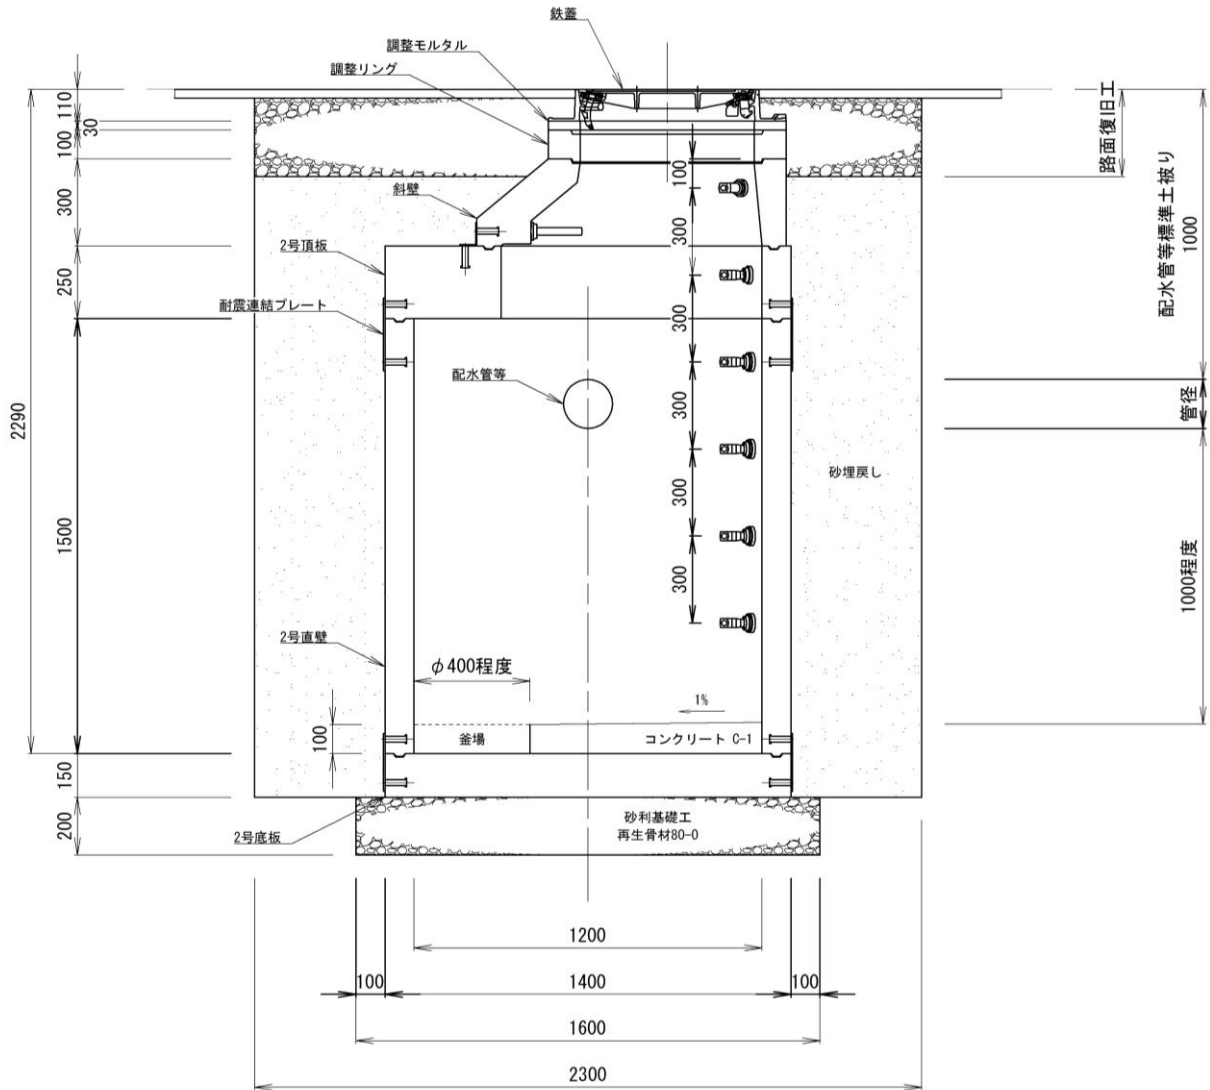 鉄蓋
調整モルタル
調整リング
斜壁
2号頂板
耐震連結プレート
配水管等
2号直壁
φ400程度
釜場
1%
コンクリート C-1
2号底板
砂利基礎工
再生骨材80-0
砂埋戻し
路面復旧工
配水管等標準土被り
1000
管径
1000程度
110
30
100
300
250
1500
2290
150
200
100
100
300
300
300
300
300
1200
100
1400
100
1600
2300